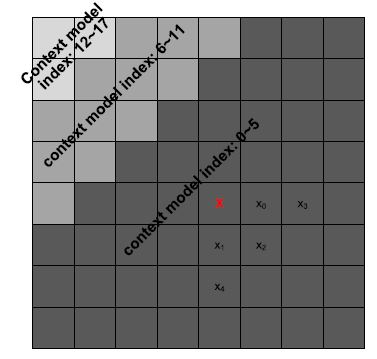 Context model
index: 12~17
context model index: 6~11
context model index: 0~5
X x₀ x₃
x₁ x₂
x₄